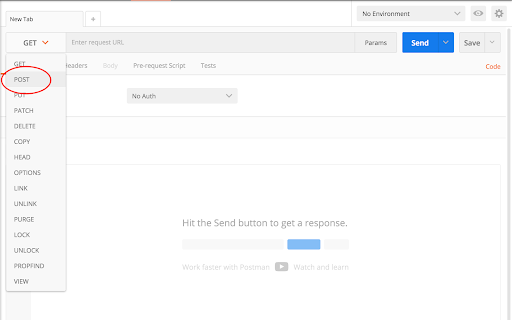 New Tab
+
No Environment
GET
Enter request URL
Params
Send
Save
Headers
Body
Pre-request Script
Tests
Code
No Auth
GET
POST
PUT
PATCH
DELETE
COPY
HEAD
OPTIONS
LINK
UNLINK
PURGE
LOCK
UNLOCK
PROPFIND
VIEW
Hit the Send button to get a response.
Work faster with Postman
Watch and learn